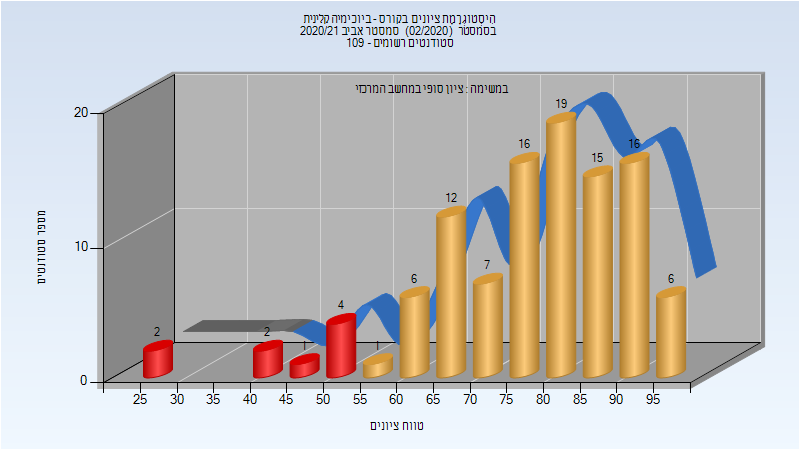 היסטוגרמת ציונים בקורס - ביוכימיה קלינית
בסמסטר (02/2020) סמסטר אביב 2020/21
סטודנטים רשומים - 109
במשימה : ציון סופי במחשב המרכזי
מספר סטודנטים
20
10
0
2
2
1
4
1
6
12
7
16
19
15
16
6
25 30 35 40 45 50 55 60 65 70 75 80 85 90 95
טווח ציונים